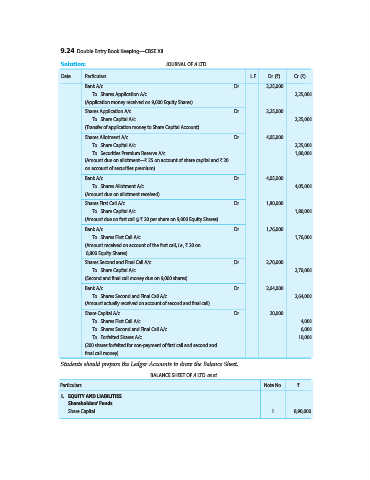 9.24 Double Entry Book Keeping—CBSE XII
Solution: JOURNAL OF A LTD.
Date Particulars L.F. Dr. (₹) Cr. (₹)
Bank A/c Dr. 2,25,000
To Shares Application A/c 2,25,000
(Application money received on 9,000 Equity Shares)
Shares Application A/c Dr. 2,25,000
To Share Capital A/c 2,25,000
(Transfer of application money to Share Capital Account)
Shares Allotment A/c Dr. 4,05,000
To Share Capital A/c 2,25,000
To Securities Premium Reserve A/c 1,80,000
(Amount due on allotment—₹ 25 on account of share capital and ₹ 20
on account of securities premium)
Bank A/c Dr. 4,05,000
To Shares Allotment A/c 4,05,000
(Amount due on allotment received)
Shares First Call A/c Dr. 1,80,000
To Share Capital A/c 1,80,000
(Amount due on first call @ ₹ 20 per share on 9,000 Equity Shares)
Bank A/c Dr. 1,76,000
To Shares First Call A/c 1,76,000
(Amount received on account of the first call, i.e., ₹ 20 on
8,800 Equity Shares)
Shares Second and Final Call A/c Dr. 2,70,000
To Share Capital A/c 2,70,000
(Second and final call money due on 9,000 shares)
Bank A/c Dr. 2,64,000
To Shares Second and Final Call A/c 2,64,000
(Amount actually received on account of second and final call)
Share Capital A/c Dr. 20,000
To Shares First Call A/c 4,000
To Shares Second and Final Call A/c 6,000
To Forfeited Shares A/c 10,000
(200 shares forfeited for non-payment of first call and second and
final call money)
Students should prepare the Ledger Accounts to draw the Balance Sheet.
BALANCE SHEET OF A LTD. as at
Particulars Note No. ₹
I. EQUITY AND LIABILITIES
Shareholders' Funds
Share Capital 1 8,90,000